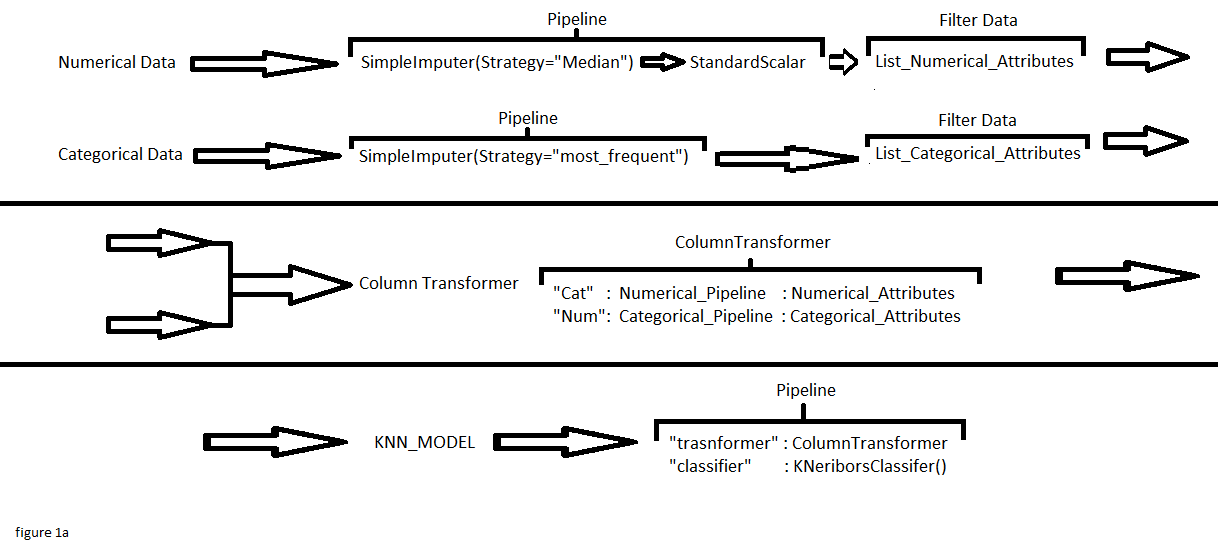 Pipeline
Filter Data
Numerical Data
SimpleImputer(Strategy="Median")
StandardScalar
List_Numerical_Attributes
Pipeline
Filter Data
Categorical Data
SimpleImputer(Strategy="most_frequent")
List_Categorical_Attributes
ColumnTransformer
Column Transformer
"Cat" : Numerical_Pipeline : Numerical_Attributes
"Num": Categorical_Pipeline : Categorical_Attributes
Pipeline
KNN_MODEL
"trasnformer" : ColumnTransformer
"classifier" : KNeriborsClassifer()
figure 1a